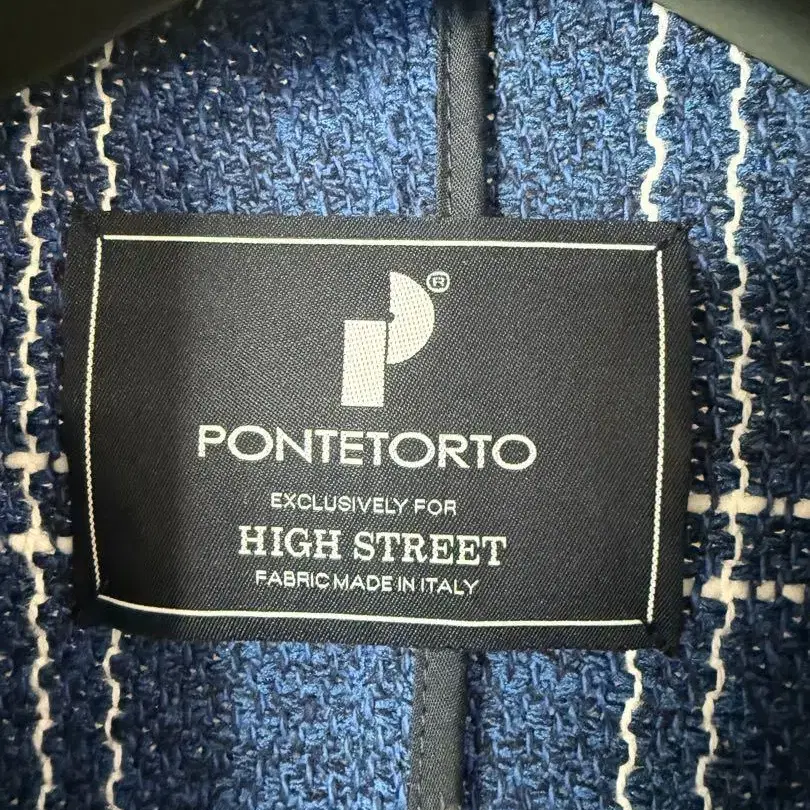 ®
PONTETORTO
EXCLUSIVELY FOR
HIGH STREET
FABRIC MADE IN ITALY